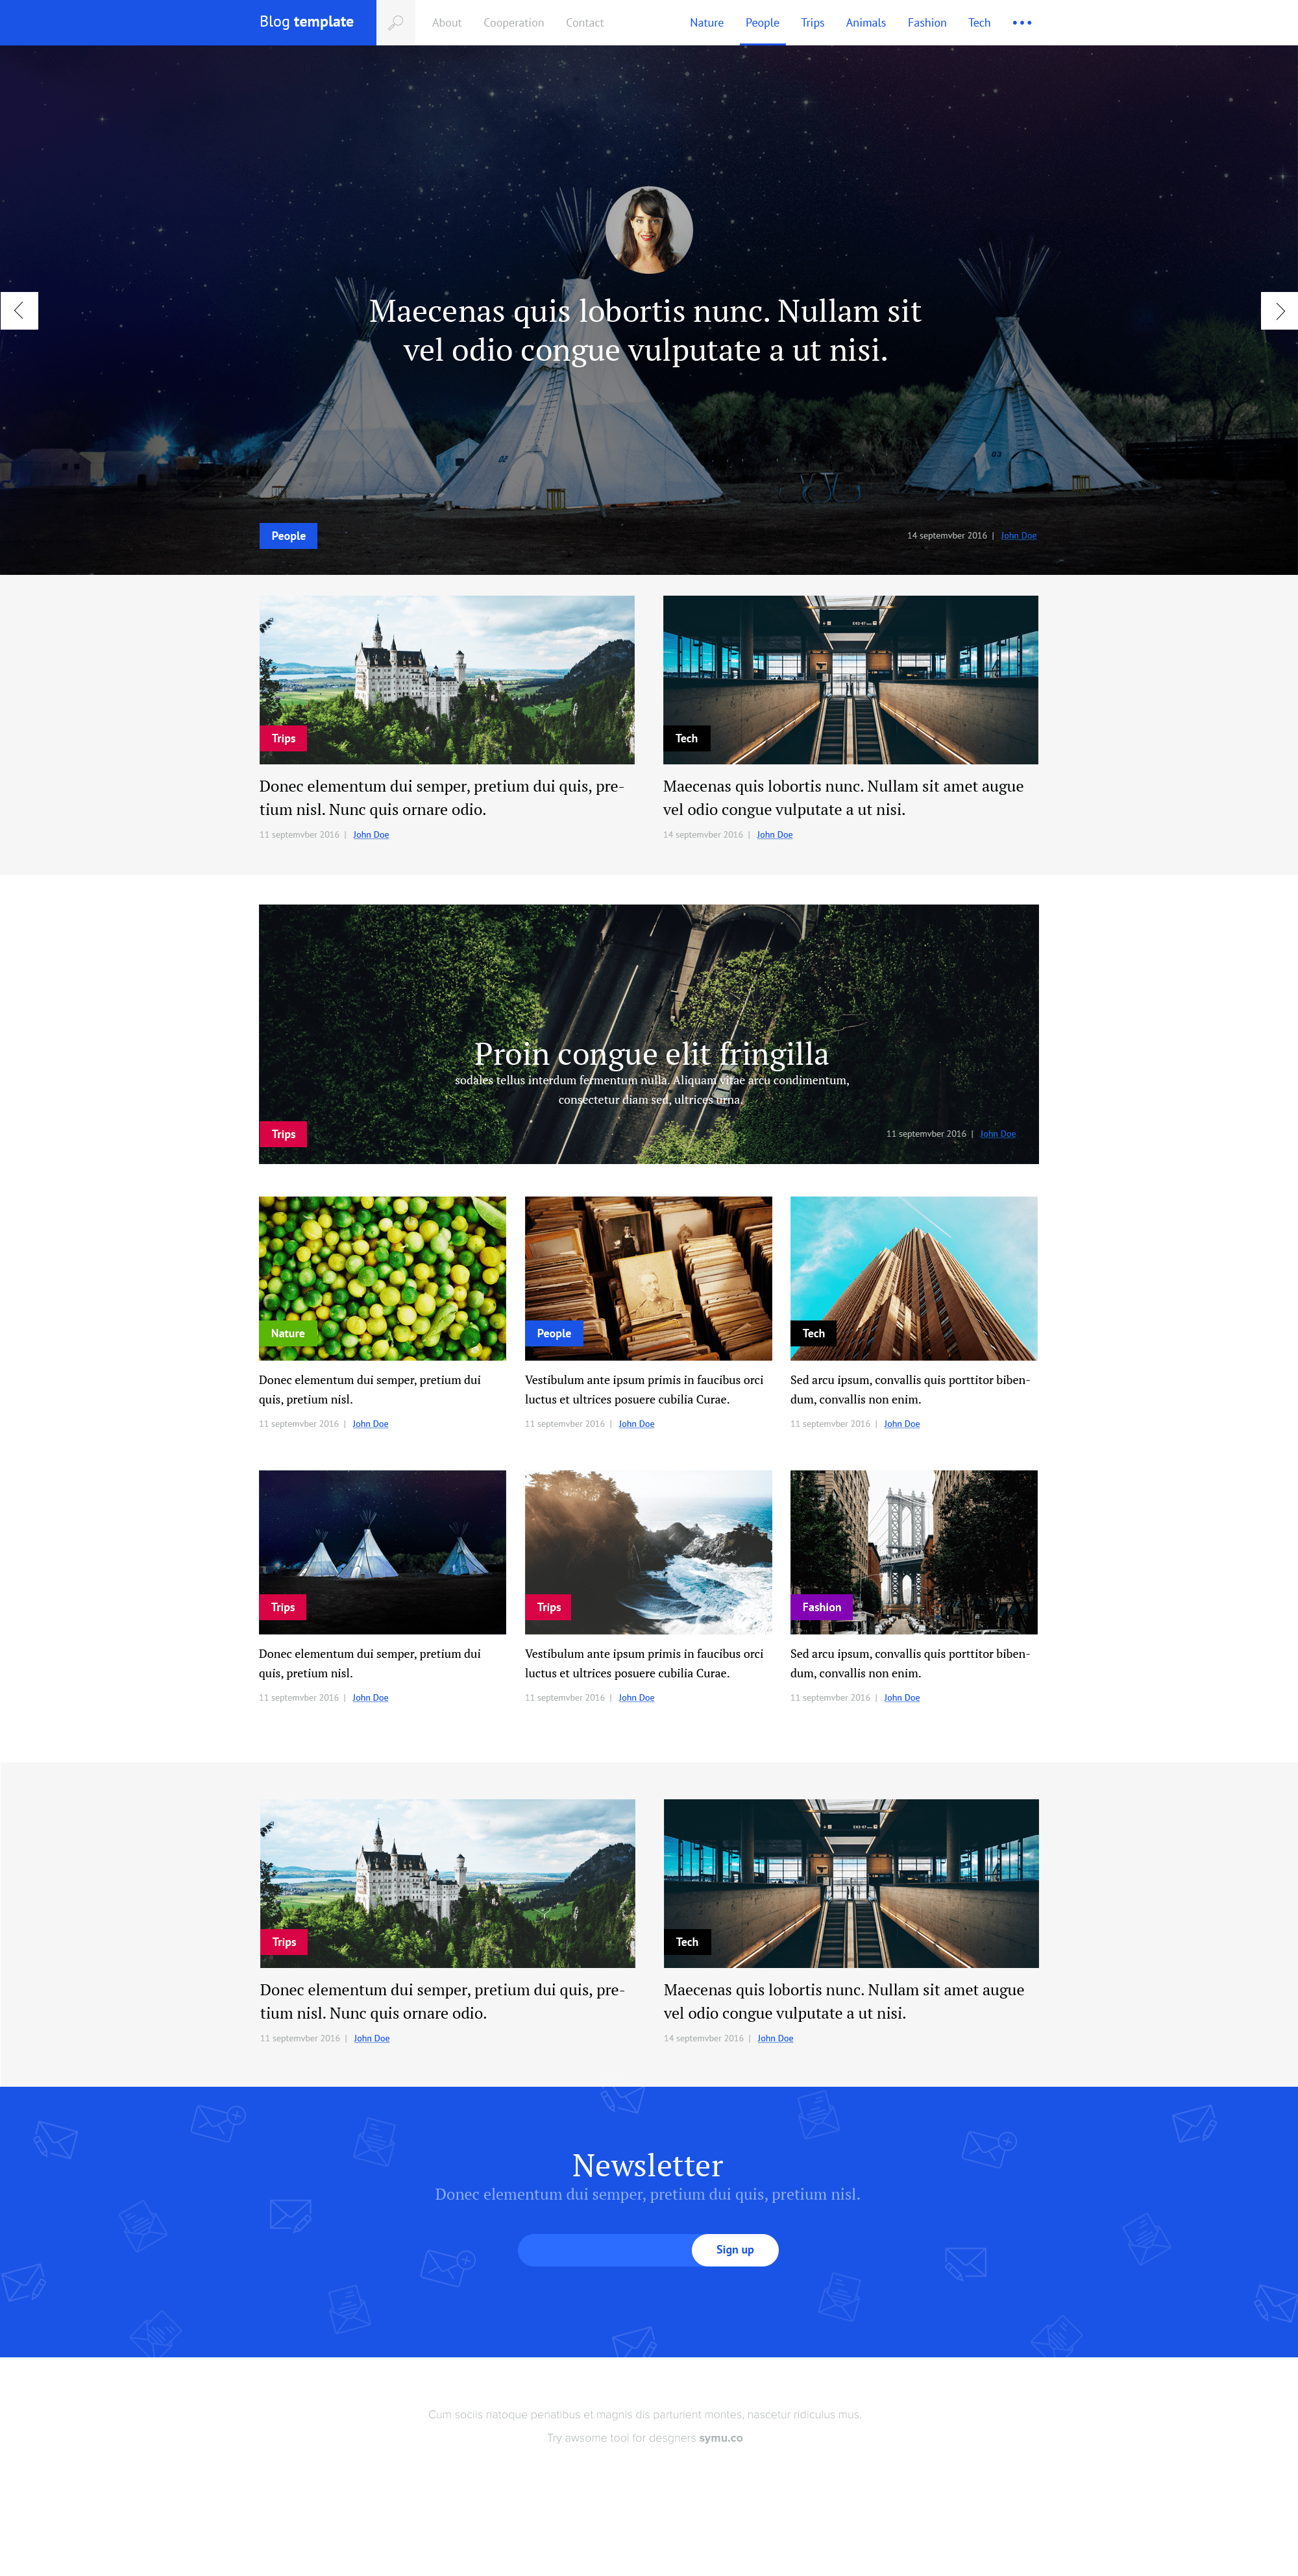 Blog template
About Cooperation Contact
Nature People Trips Animals Fashion Tech
Maecenas quis lobortis nunc. Nullam sit
vel odio congue vulputate a ut nisi.
02
03
People
14 septemvber 2016 | John Doe
Trips
Donec elementum dui semper, pretium dui quis, pre-
tium nisl. Nunc quis ornare odio.
11 septemvber 2016 | John Doe
Tech
Maecenas quis lobortis nunc. Nullam sit amet augue
vel odio congue vulputate a ut nisi.
14 septemvber 2016 | John Doe
Proin congue elit fringilla
sodales tellus interdum fermentum nulla. Aliquam vitae arcu condimentum,
consectetur diam sed, ultrices urna.
Trips
11 septemvber 2016 | John Doe
Nature
Donec elementum dui semper, pretium dui
quis, pretium nisl.
11 septemvber 2016 | John Doe
People
Vestibulum ante ipsum primis in faucibus orci
luctus et ultrices posuere cubilia Curae.
11 septemvber 2016 | John Doe
Tech
Sed arcu ipsum, convallis quis porttitor biben-
dum, convallis non enim.
11 septemvber 2016 | John Doe
Trips
Donec elementum dui semper, pretium dui
quis, pretium nisl.
11 septemvber 2016 | John Doe
Trips
Vestibulum ante ipsum primis in faucibus orci
luctus et ultrices posuere cubilia Curae.
11 septemvber 2016 | John Doe
Fashion
Sed arcu ipsum, convallis quis porttitor biben-
dum, convallis non enim.
11 septemvber 2016 | John Doe
Trips
Donec elementum dui semper, pretium dui quis, pre-
tium nisl. Nunc quis ornare odio.
11 septemvber 2016 | John Doe
Tech
Maecenas quis lobortis nunc. Nullam sit amet augue
vel odio congue vulputate a ut nisi.
14 septemvber 2016 | John Doe
Newsletter
Donec elementum dui semper, pretium dui quis, pretium nisl.
Sign up
Cum sociis natoque penatibus et magnis dis parturient montes, nascetur ridiculus mus.
Try awsome tool for desgners symu.co